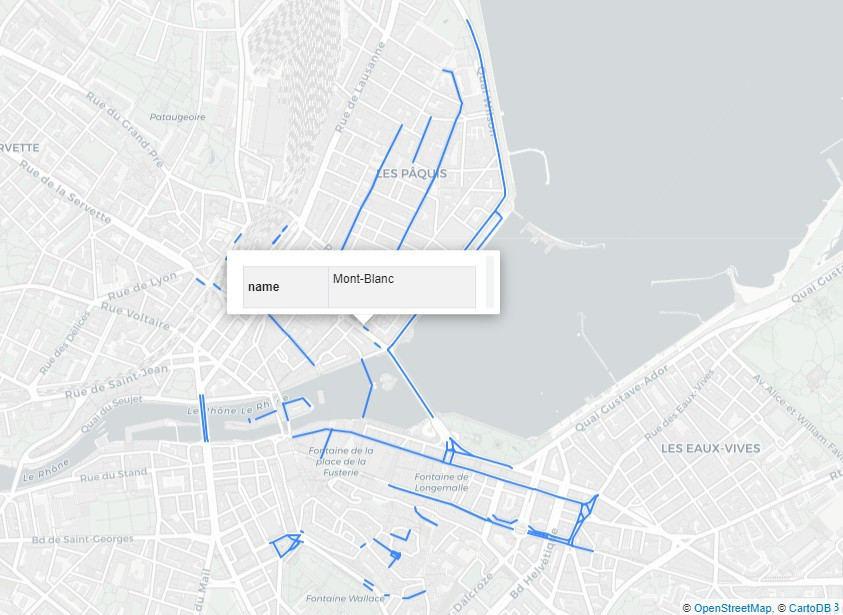 Rue de Lausanne
Quai Wilson
Rue du Grand-Pré
Pataugeoire
RVETTE
LES PÂQUIS
Rue de la Servette
name
Mont-Blanc
Rue de Lyon
Quai Gustave
Rue Voltaire
Rue des Délices
Rue de Saint-Jean
Quai du Seujet
Le Rhône
Le Rhône
Quai Gustave-Ador
Rue des Eaux-Vives
Av. Alice et William Fav
LES EAUX-VIVES
Fontaine de la
place de la
Fusterie
Le Rhône
Rue du Stand
Fontaine de
Longemalle
Rt
Bd de Saint-Georges
Bd Helvétique
du Mail
-Dalcroze
Fontaine Wallace
© OpenStreetMap, © CartoDB 3